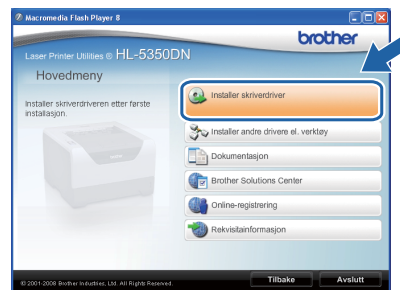 Macromedia Flash Player 8
brother
Laser Printer Utilities ® HL-5350DN
Hovedmeny
Installer skriverdriveren etter første
installasjon.
Installer skriverdriver
Installer andre drivere el. verktøy
Dokumentasjon
Brother Solutions Center
Online-registrering
Rekvisitainformasjon
© 2001-2008 Brother Industries, Ltd. All Rights Reserved.
Tilbake
Avslutt